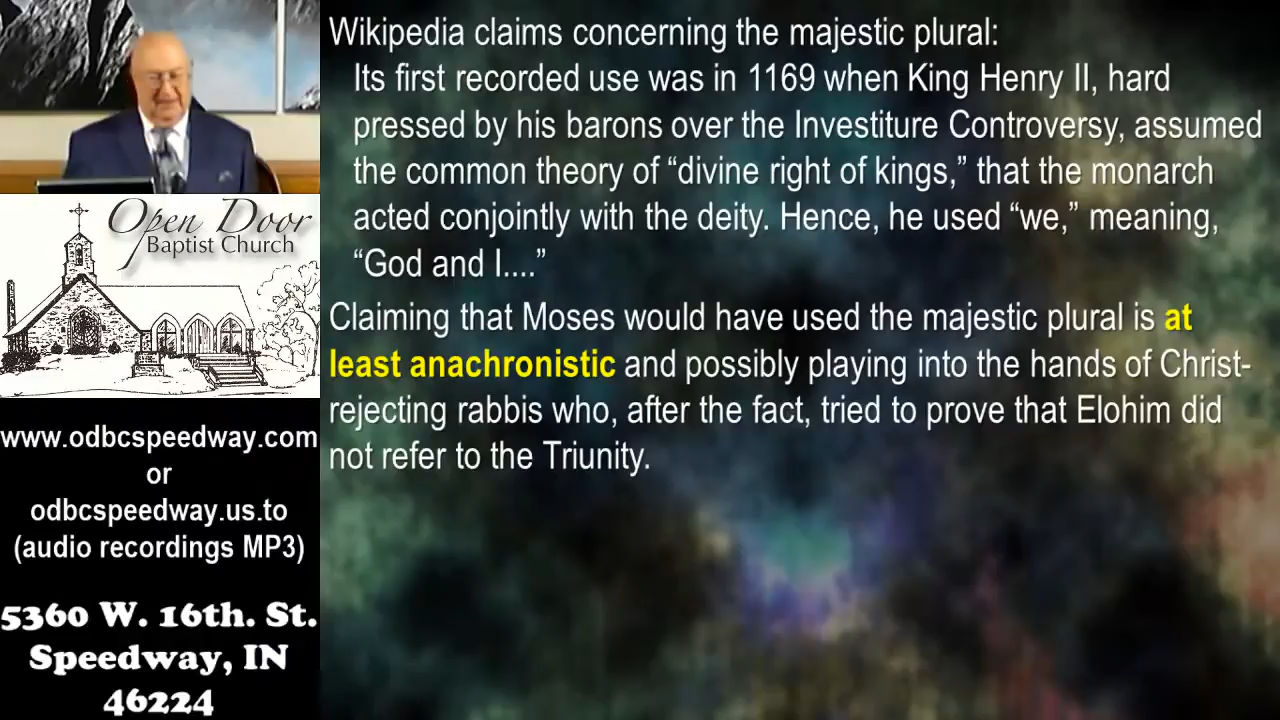 Wikipedia claims concerning the majestic plural:
Its first recorded use was in 1169 when King Henry II, hard
pressed by his barons over the Investiture Controversy, assumed
the common theory of “divine right of kings,” that the monarch
acted conjointly with the deity. Hence, he used “we,” meaning,
“God and I....”
Claiming that Moses would have used the majestic plural is at
least anachronistic and possibly playing into the hands of Christ-
rejecting rabbis who, after the fact, tried to prove that Elohim did
not refer to the Triunity.
Open Door
Baptist Church
www.odbcspeedway.com
or
odbcspeedway.us.to
(audio recordings MP3)
5360 W. 16th. St.
Speedway, IN
46224